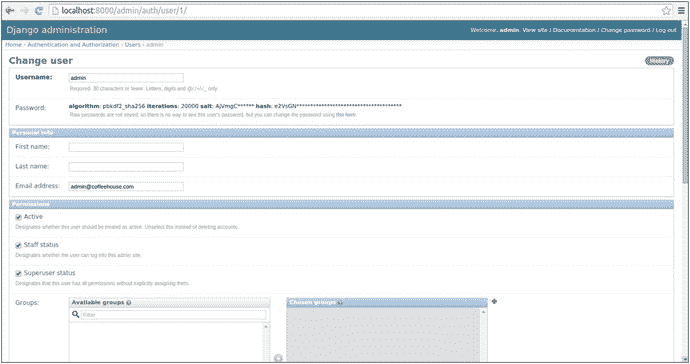 localhost:8000/admin/auth/user/1/
Django administration
Welcome, admin. View site / Documentation / Change password / Log out
Home › Authentication and Authorization › Users › admin
Change user
History
Username:
admin
Required. 30 characters or fewer. Letters, digits and @/./+/-/_ only.
Password:
algorithm: pbkdf2_sha256 iterations: 20000 salt: AjVmgC****** hash: e2VsGN**************************************
Raw passwords are not stored, so there is no way to see this user's password, but you can change the password using this form.
Personal info
First name:
Last name:
Email address:
admin@coffeehouse.com
Permissions
Active
Designates whether this user should be treated as active. Unselect this instead of deleting accounts.
Staff status
Designates whether the user can log into this admin site.
Superuser status
Designates that this user has all permissions without explicitly assigning them.
Groups:
Available groups
Chosen groups
Filter